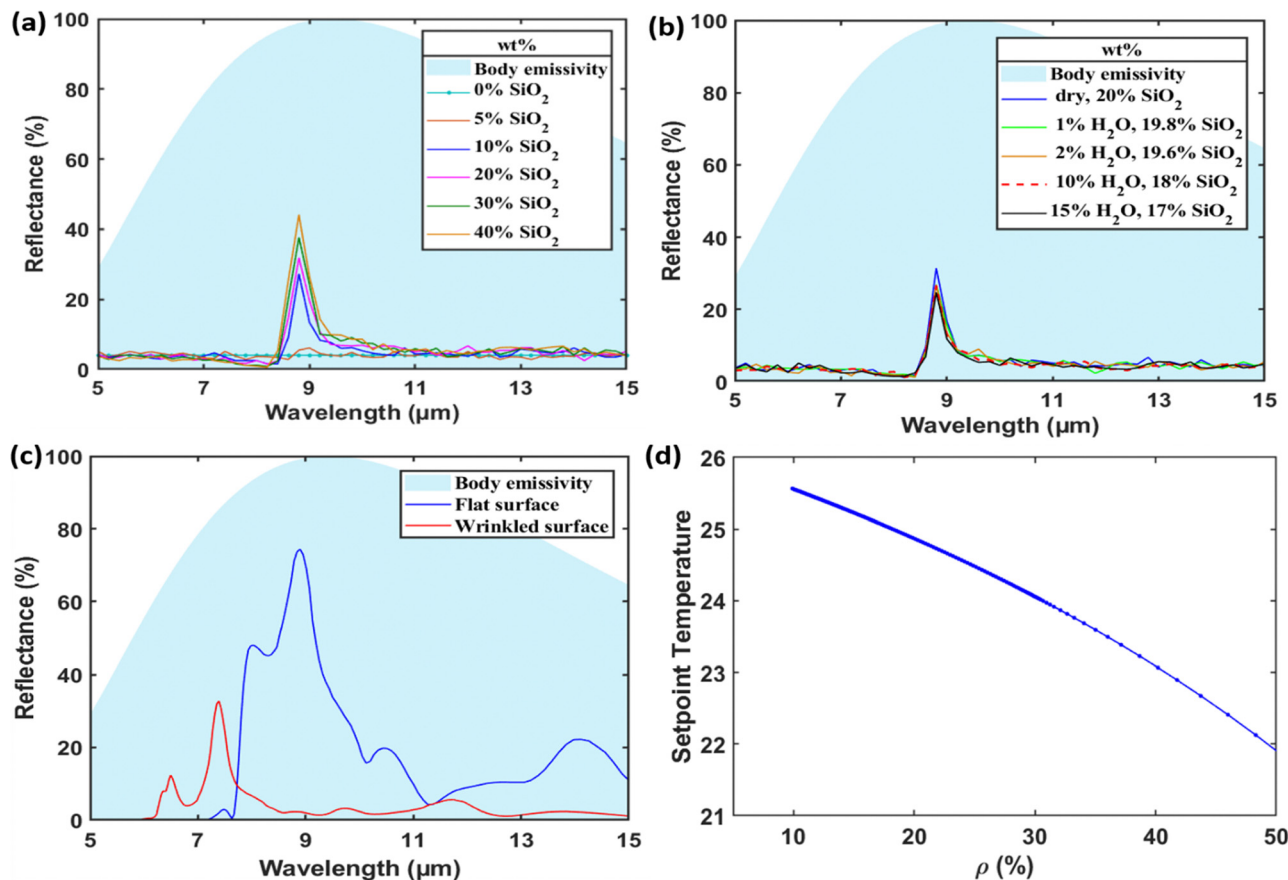 (a)
100
80
60
40
20
0
Reflectance (%)
5
7
9
11
13
15
Wavelength (μm)
wt%
Body emissivity
0% SiO2
5% SiO2
10% SiO2
20% SiO2
30% SiO2
40% SiO2
(b)
100
80
60
40
20
0
Reflectance (%)
5
7
9
11
13
15
Wavelength (μm)
wt%
Body emissivity
dry, 20% SiO2
1% H2O, 19.8% SiO2
2% H2O, 19.6% SiO2
10% H2O, 18% SiO2
15% H2O, 17% SiO2
(c)
100
80
60
40
20
0
Reflectance (%)
5
7
9
11
13
15
Wavelength (μm)
Body emissivity
Flat surface
Wrinkled surface
(d)
26
25
24
23
22
21
Setpoint Temperature
10
20
30
40
50
ρ (%)